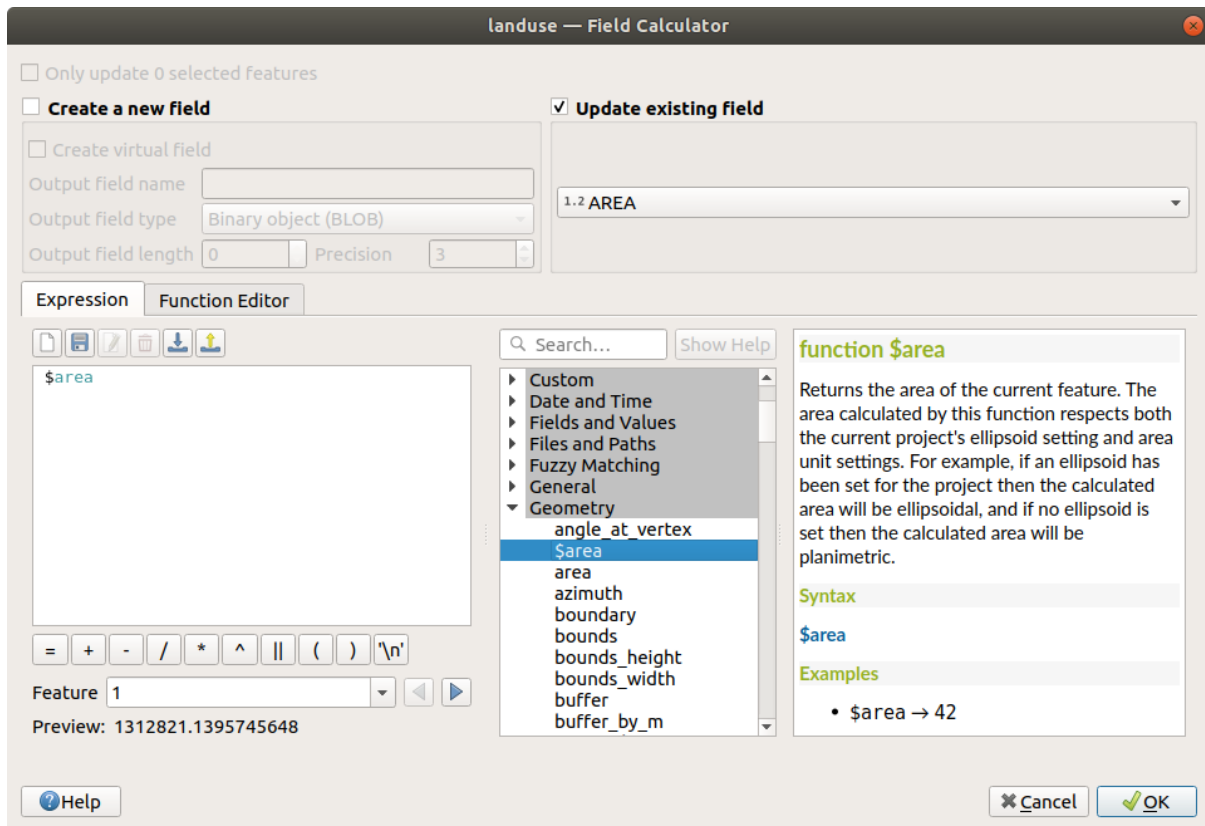 landuse — Field Calculator
Only update 0 selected features
Create a new field
Create virtual field
Output field name
Output field type Binary object (BLOB)
Output field length 0 Precision 3
Update existing field
1.2 AREA
Expression Function Editor
$area
= + - / * ^ || ( ) '\n'
Feature 1
Preview: 1312821.1395745648
Search... Show Help
Custom
Date and Time
Fields and Values
Files and Paths
Fuzzy Matching
General
Geometry
angle_at_vertex
$area
area
azimuth
boundary
bounds
bounds_height
bounds_width
buffer
buffer_by_m
function $area
Returns the area of the current feature. The
area calculated by this function respects both
the current project's ellipsoid setting and area
unit settings. For example, if an ellipsoid has
been set for the project then the calculated
area will be ellipsoidal, and if no ellipsoid is
set then the calculated area will be
planimetric.
Syntax
$area
Examples
• $area → 42
Help
Cancel
OK